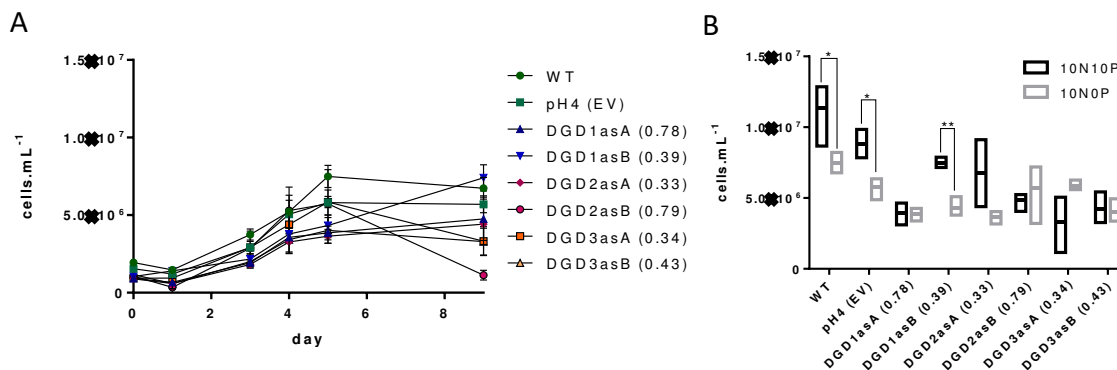 A
1.5 10⁷
1.0 10⁷
5.0 10⁶
0
cells.mL⁻¹
0 2 4 6 8
day
WT
pH4 (EV)
DGD1asA (0.78)
DGD1asB (0.39)
DGD2asA (0.33)
DGD2asB (0.79)
DGD3asA (0.34)
DGD3asB (0.43)
B
1.5 10⁷
1.0 10⁷
5.0 10⁶
0
cells.mL⁻¹
*
*
**
10N10P
10N0P
WT
pH4 (EV)
DGD1asA (0.78)
DGD1asB (0.39)
DGD2asA (0.33)
DGD2asB (0.79)
DGD3asA (0.34)
DGD3asB (0.43)